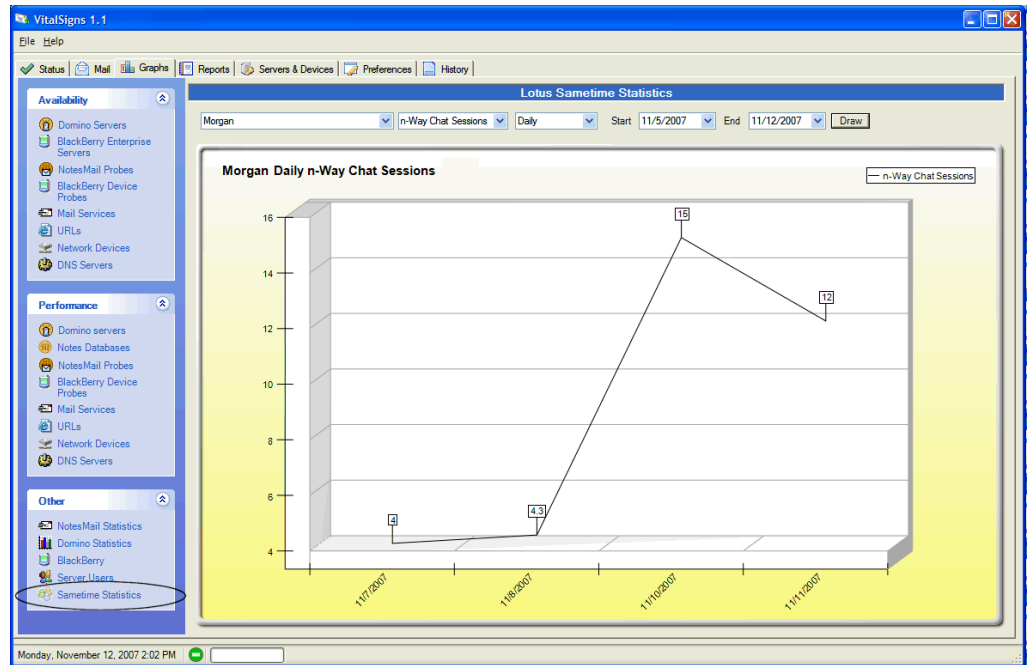 VitalSigns 1.1
File Help
Status Mail Graphs Reports Servers & Devices Preferences History
Availability
Domino Servers
BlackBerry Enterprise
Servers
NotesMail Probes
BlackBerry Device
Probes
Mail Services
URLs
Network Devices
DNS Servers
Performance
Domino servers
Notes Databases
NotesMail Probes
BlackBerry Device
Probes
Mail Services
URLs
Network Devices
DNS Servers
Other
NotesMail Statistics
Domino Statistics
BlackBerry
Server Users
Sametime Statistics
Lotus Sametime Statistics
Morgan n-Way Chat Sessions Daily Start 11/5/2007 End 11/12/2007 Draw
Morgan Daily n-Way Chat Sessions
n-Way Chat Sessions
16
15
14
12
12
10
8
6
4.3
4
4
11/7/2007 11/8/2007 11/10/2007 11/11/2007
Monday, November 12, 2007 2:02 PM